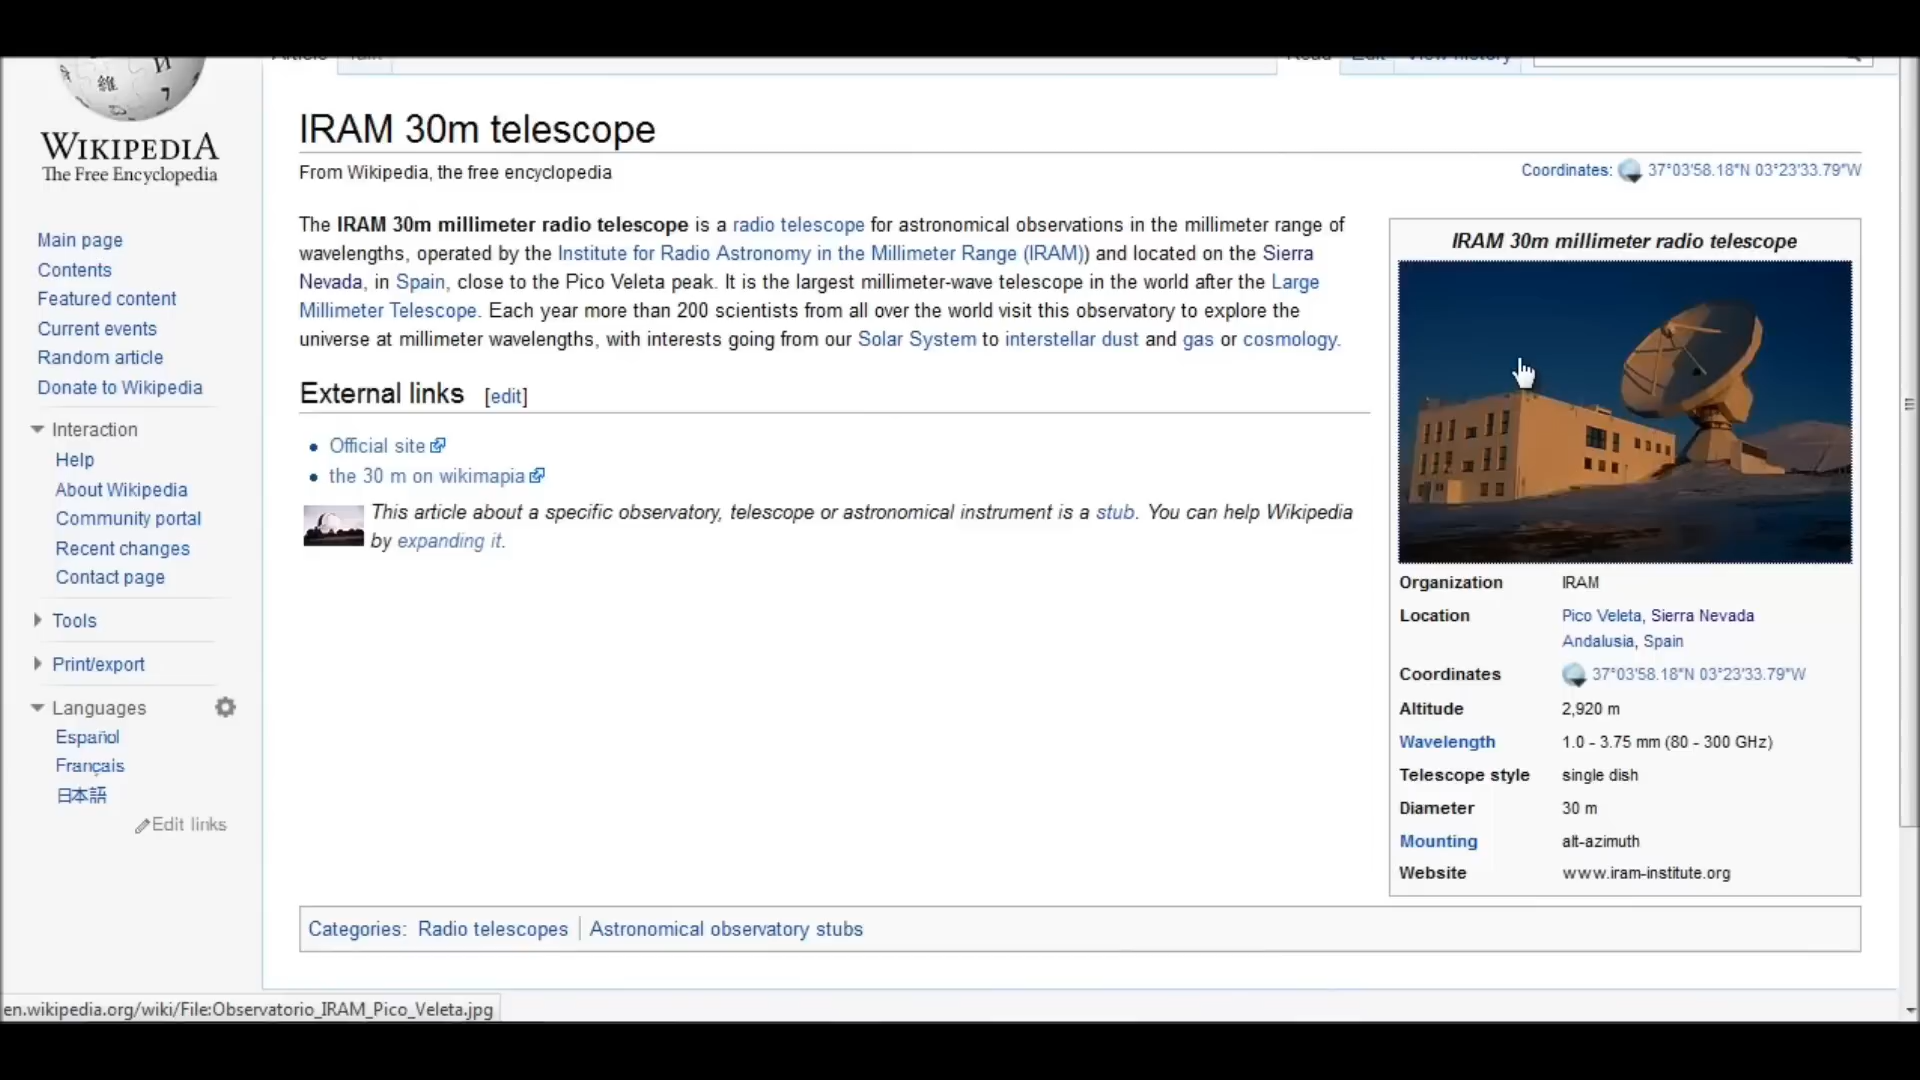 WIKIPEDIA
The Free Encyclopedia
Main page
Contents
Featured content
Current events
Random article
Donate to Wikipedia
Interaction
Help
About Wikipedia
Community portal
Recent changes
Contact page
Tools
Print/export
Languages
Español
Français
日本語
Edit links
View history
IRAM 30m telescope
From Wikipedia, the free encyclopedia
Coordinates: 37°03'58.18"N 03°23'33.79"W
The IRAM 30m millimeter radio telescope is a radio telescope for astronomical observations in the millimeter range of
wavelengths, operated by the Institute for Radio Astronomy in the Millimeter Range (IRAM)) and located on the Sierra
Nevada, in Spain, close to the Pico Veleta peak. It is the largest millimeter-wave telescope in the world after the Large
Millimeter Telescope. Each year more than 200 scientists from all over the world visit this observatory to explore the
universe at millimeter wavelengths, with interests going from our Solar System to interstellar dust and gas or cosmology.
External links [edit]
Official site
the 30 m on wikimapia
This article about a specific observatory, telescope or astronomical instrument is a stub. You can help Wikipedia
by expanding it.
IRAM 30m millimeter radio telescope
Organization IRAM
Location Pico Veleta, Sierra Nevada
Andalusia, Spain
Coordinates 37°03'58.18"N 03°23'33.79"W
Altitude 2,920 m
Wavelength 1.0 - 3.75 mm (80 - 300 GHz)
Telescope style single dish
Diameter 30 m
Mounting alt-azimuth
Website www.iram-institute.org
Categories: Radio telescopes | Astronomical observatory stubs
en.wikipedia.org/wiki/File:Observatorio_IRAM_Pico_Veleta.jpg